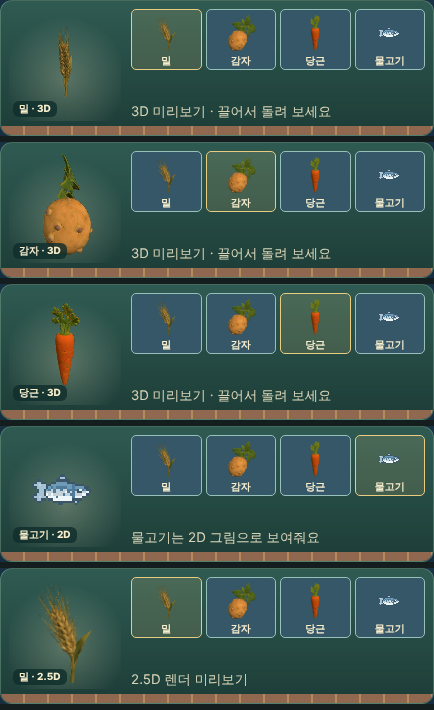 밀 감자 당근 물고기
밀 · 3D
3D 미리보기 · 끌어서 돌려 보세요
밀 감자 당근 물고기
감자 · 3D
3D 미리보기 · 끌어서 돌려 보세요
밀 감자 당근 물고기
당근 · 3D
3D 미리보기 · 끌어서 돌려 보세요
밀 감자 당근 물고기
물고기 · 2D
물고기는 2D 그림으로 보여줘요
밀 감자 당근 물고기
밀 · 2.5D
2.5D 렌더 미리보기